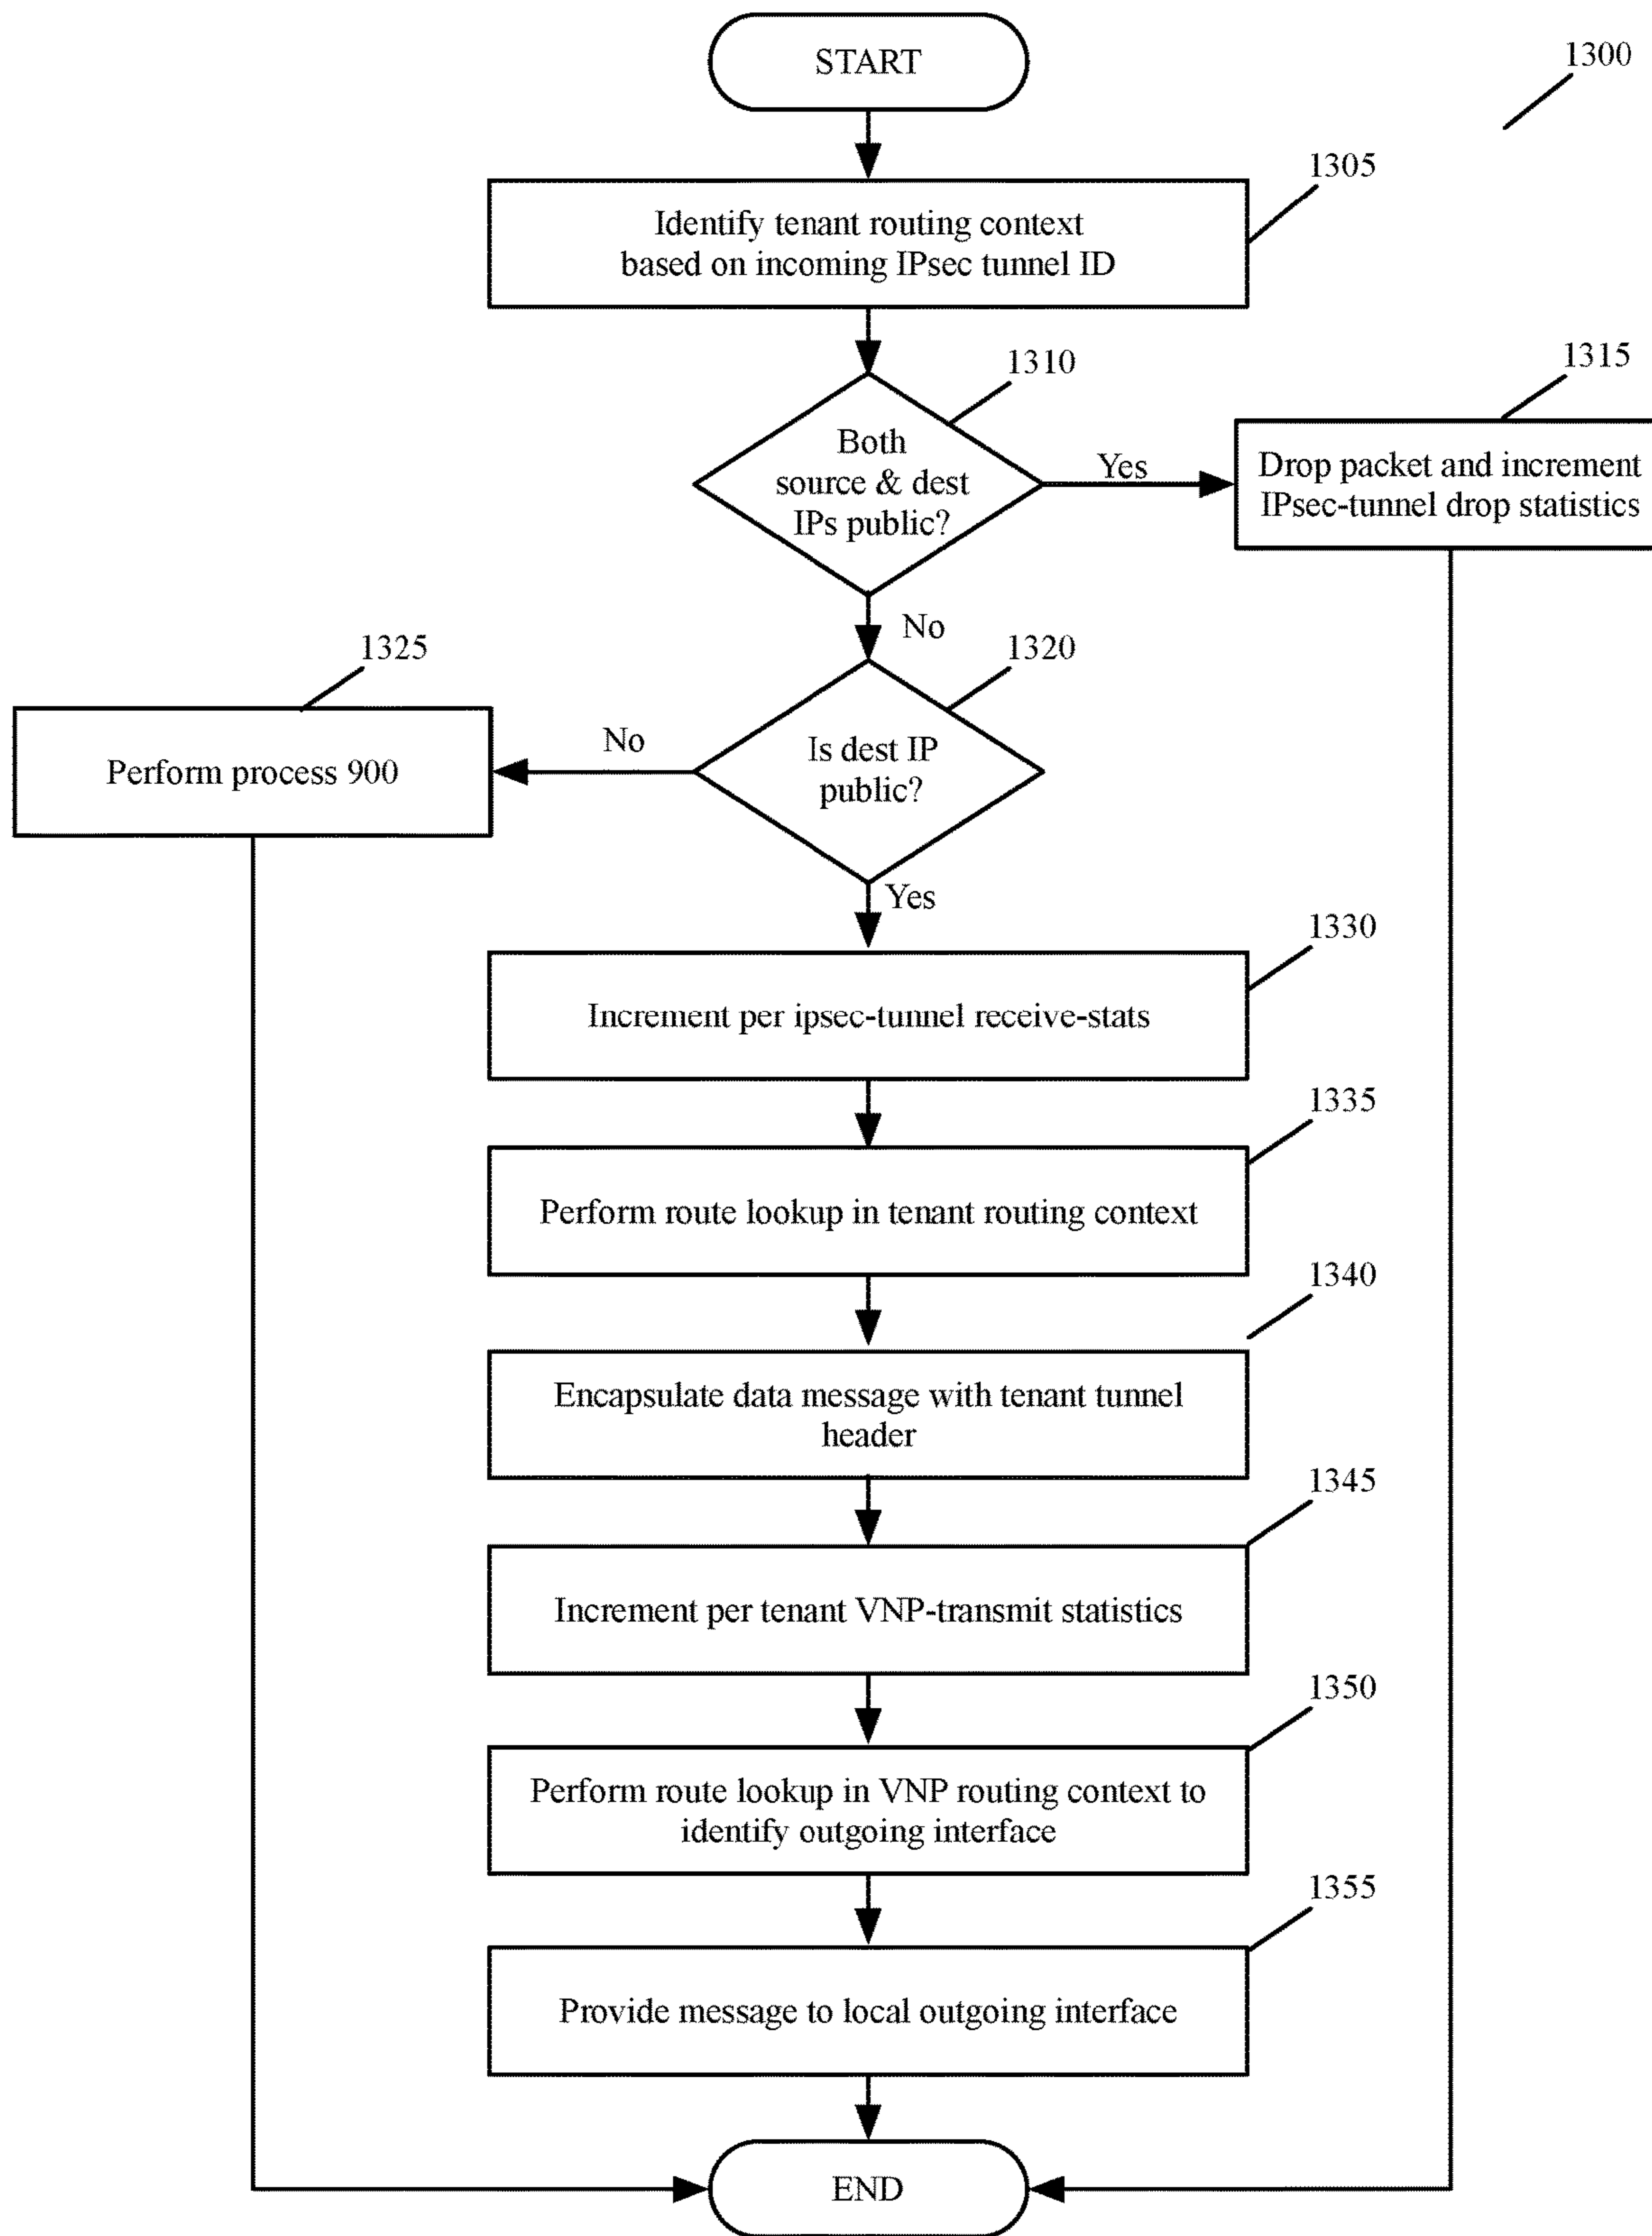 START
1300
1305
Identify tenant routing context
based on incoming IPsec tunnel ID
1310
1315
Both
source & dest
IPs public?
Yes
Drop packet and increment
IPsec-tunnel drop statistics
No
1325
1320
Perform process 900
No
Is dest IP
public?
Yes
1330
Increment per ipsec-tunnel receive-stats
1335
Perform route lookup in tenant routing context
1340
Encapsulate data message with tenant tunnel
header
1345
Increment per tenant VNP-transmit statistics
1350
Perform route lookup in VNP routing context to
identify outgoing interface
1355
Provide message to local outgoing interface
END